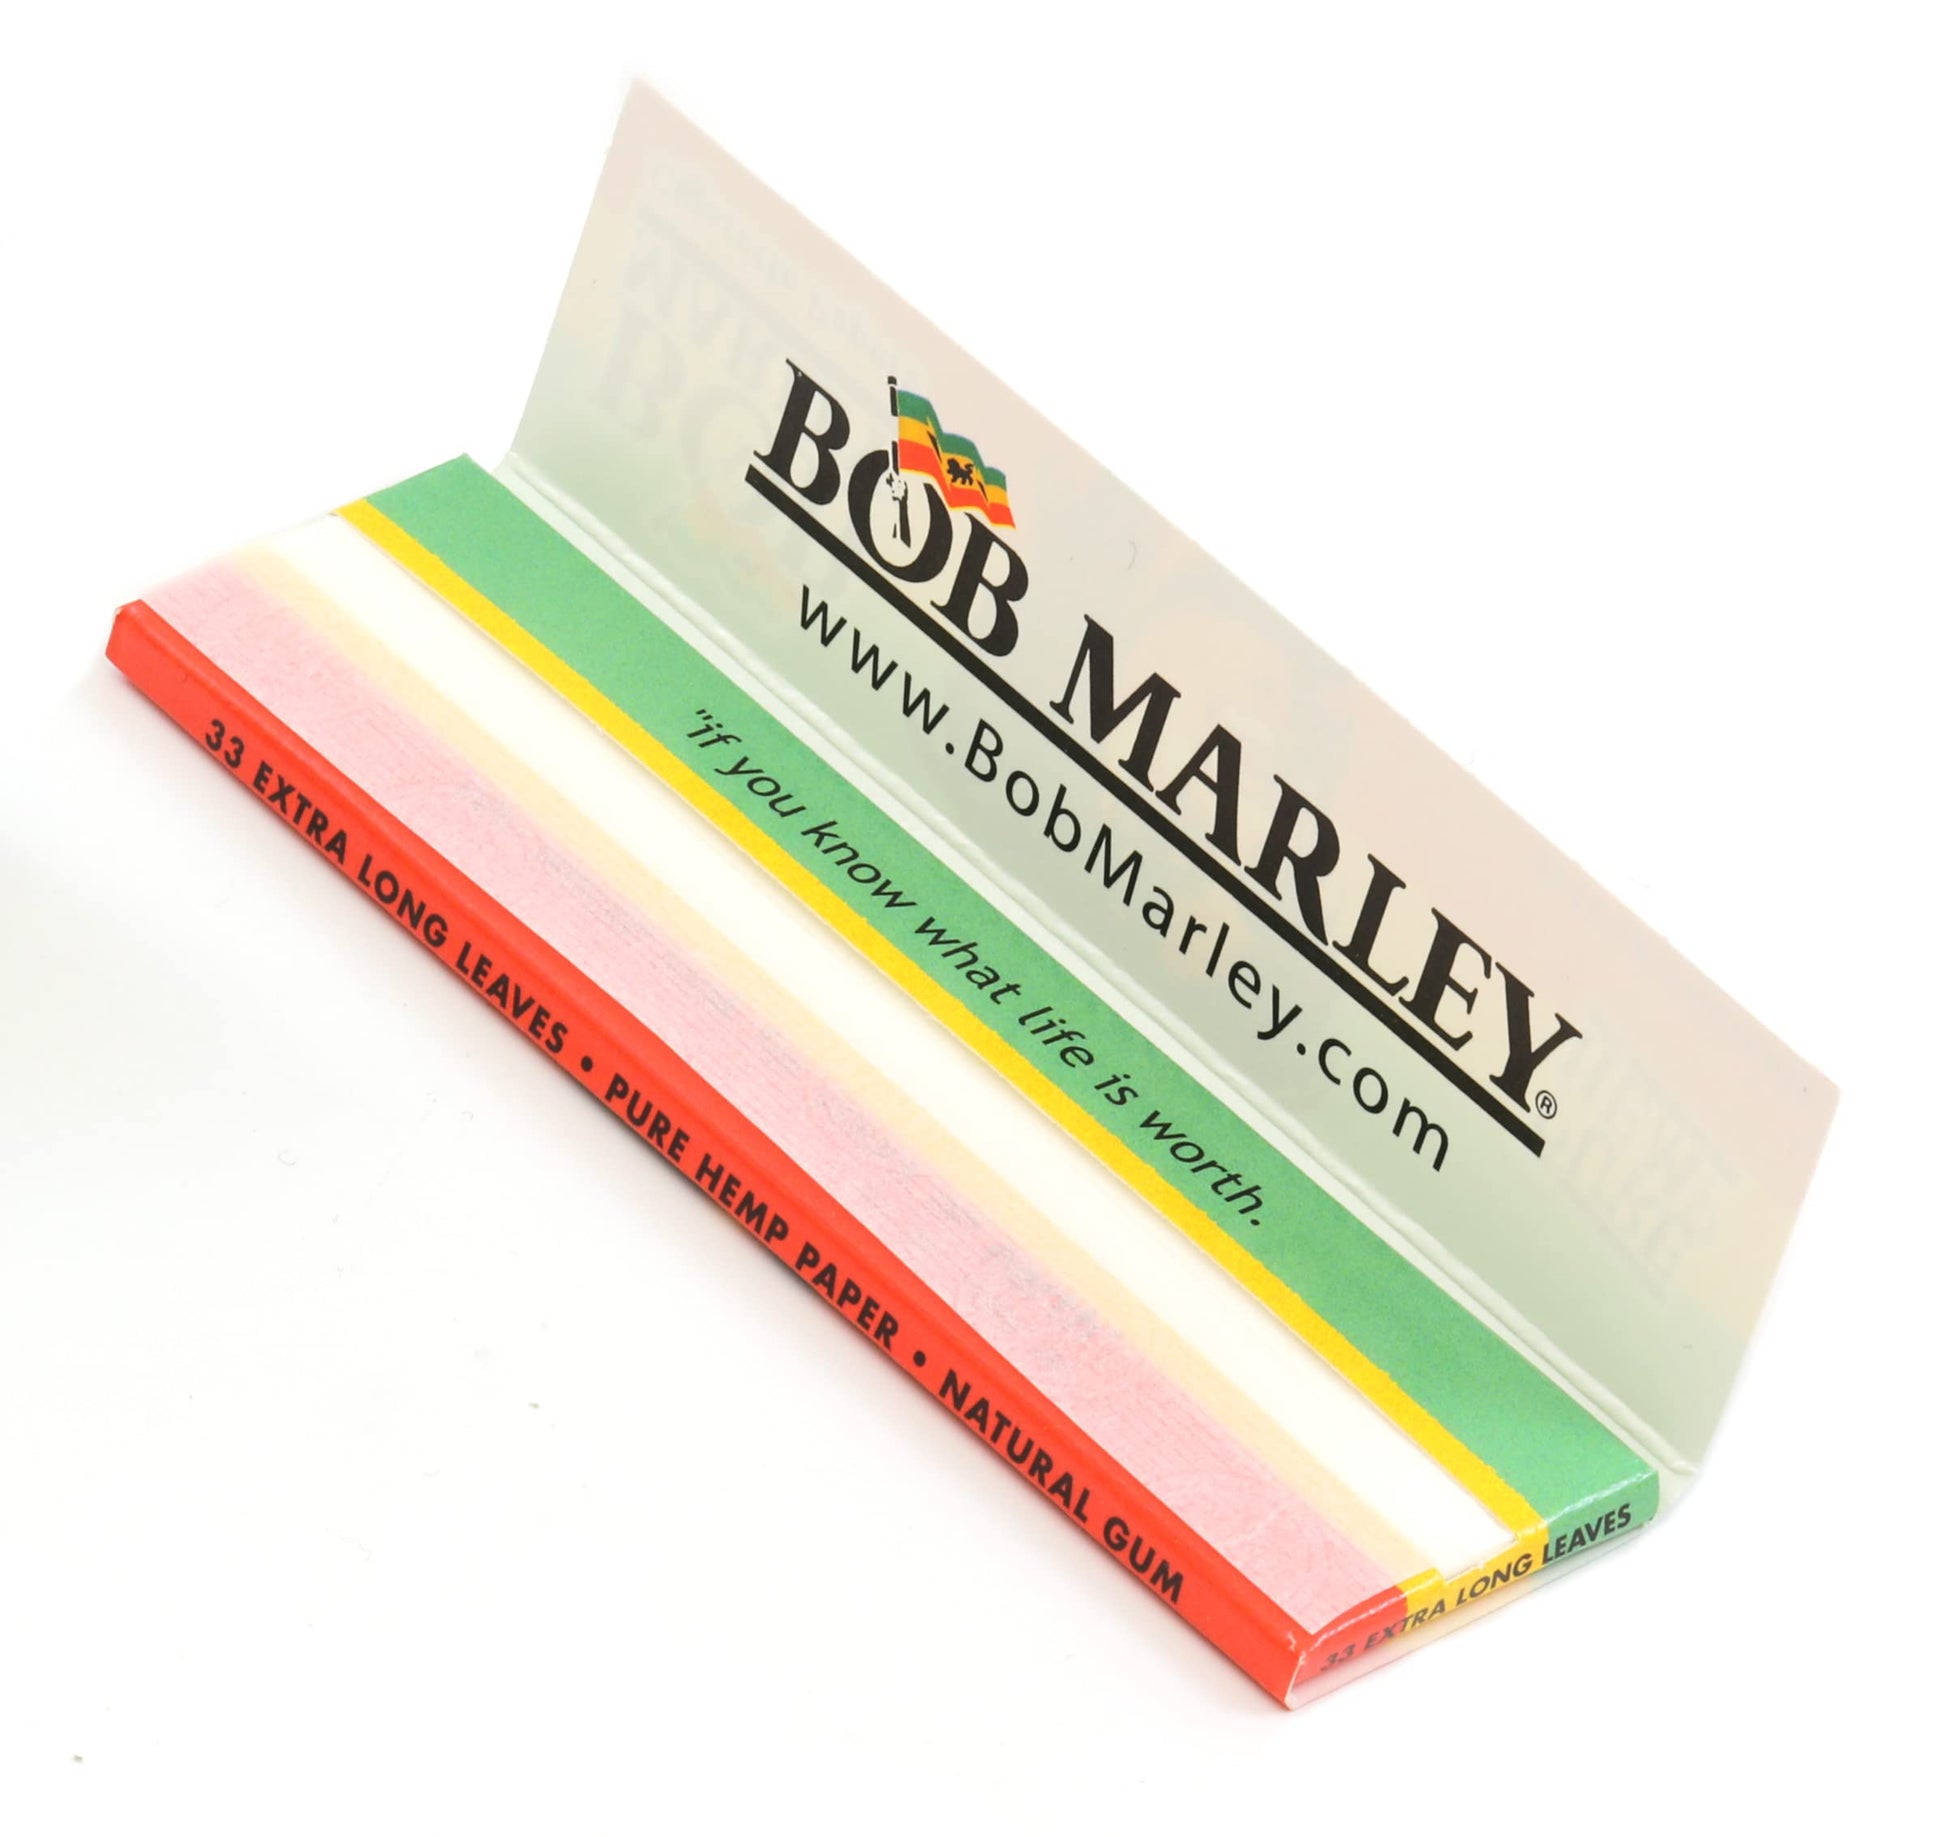 BOB MARLEY®
www.BobMarley.com
"if you know what life is worth.
33 EXTRA LONG LEAVES • PURE HEMP PAPER • NATURAL GUM
33 EXTRA LONG LEAVES